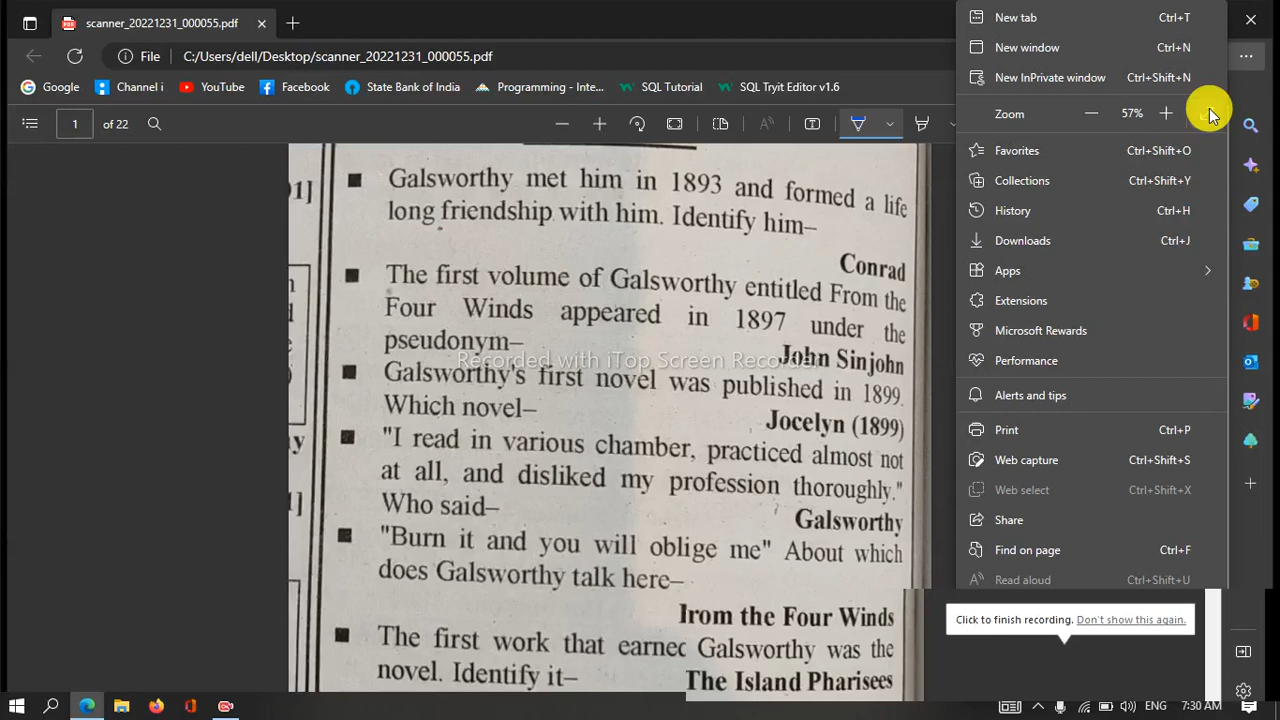 scanner_20221231_000055.pdf
File C:/Users/dell/Desktop/scanner_20221231_000055.pdf
Google Channel i YouTube Facebook State Bank of India Programming - Integ... SQL Tutorial SQL Tryit Editor v1.6
1 of 22
Galsworthy met him in 1893 and formed a life
long friendship with him. Identify him–
Conrad
The first volume of Galsworthy entitled From the
Four Winds appeared in 1897 under the
pseudonym–
John Sinjohn
Recorded with iTop Screen Recorder
Galsworthy's first novel was published in 1899.
Which novel–
Jocelyn (1899)
"I read in various chamber, practiced almost not
at all, and disliked my profession thoroughly."
Who said–
Galsworthy
"Burn it and you will oblige me" About which
does Galsworthy talk here–
From the Four Winds
The first work that earned Galsworthy was the
novel. Identify it–
The Island Pharisees
New tab Ctrl+T
New window Ctrl+N
New InPrivate window Ctrl+Shift+N
Zoom 57%
Favorites Ctrl+Shift+O
Collections Ctrl+Shift+Y
History Ctrl+H
Downloads Ctrl+J
Apps
Extensions
Microsoft Rewards
Performance
Alerts and tips
Print Ctrl+P
Web capture Ctrl+Shift+S
Web select Ctrl+Shift+X
Share
Find on page Ctrl+F
Read aloud Ctrl+Shift+U
Click to finish recording. Don't show this again.
ENG 7:30 AM